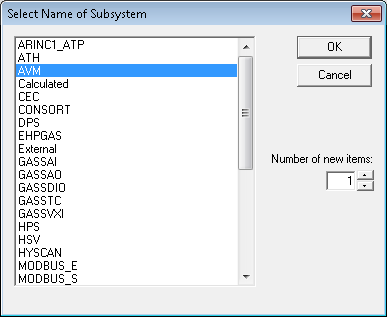 Select Name of Subsystem
ARINC1_ATP
ATH
AVM
Calculated
CEC
CONSORT
DPS
EHPGAS
External
GASSAI
GASSAO
GASSDIO
GASSTC
GASSVXI
HPS
HSV
HYSCAN
MODBUS_E
MODBUS_S
OK
Cancel
Number of new items:
1